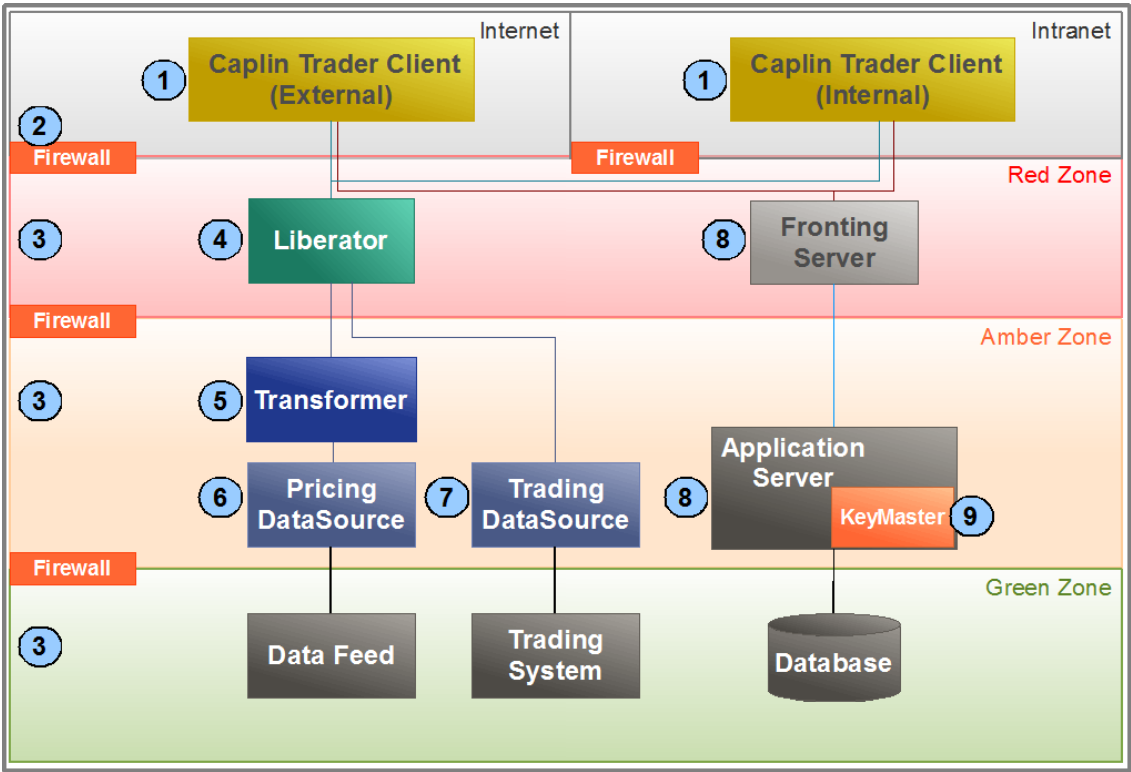 Internet
Intranet
1
Caplin Trader Client
(External)
1
Caplin Trader Client
(Internal)
2
Firewall
Firewall
Red Zone
3
4
Liberator
8
Fronting
Server
Firewall
Amber Zone
3
5
Transformer
Application
Server
6
Pricing
DataSource
7
Trading
DataSource
8
KeyMaster
9
Firewall
Green Zone
3
Data Feed
Trading
System
Database